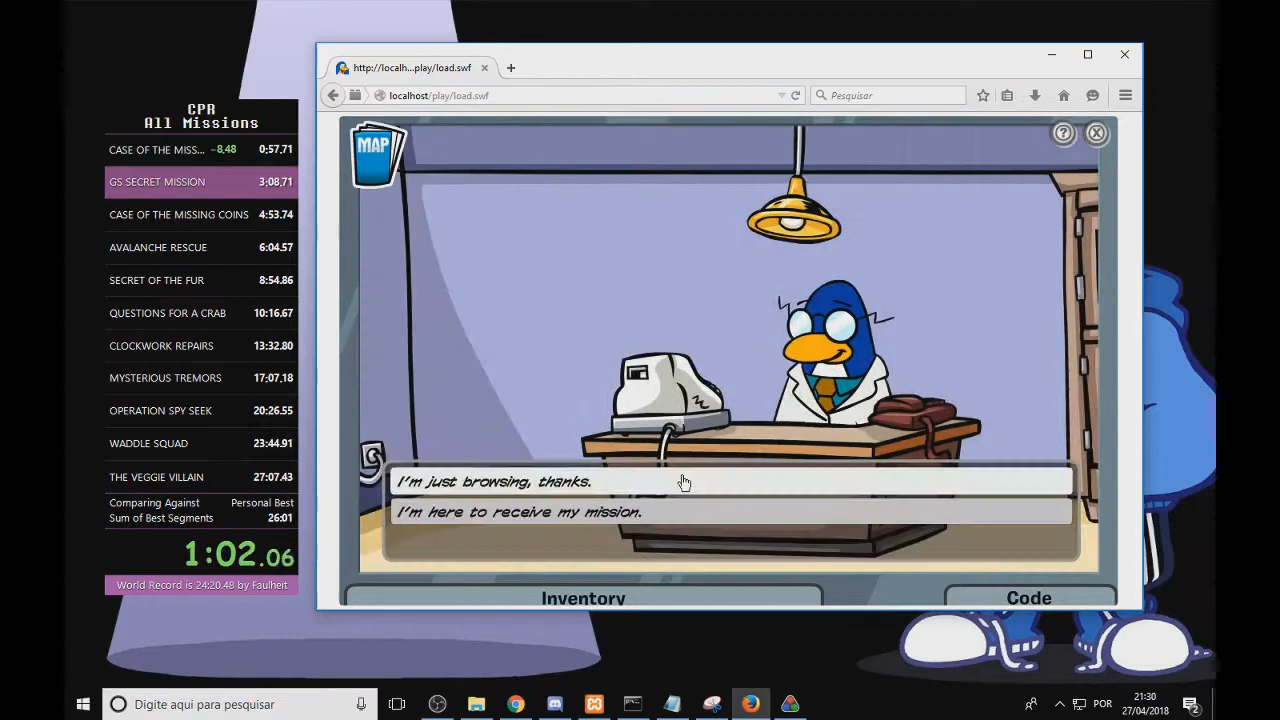 CPR
All Missions
CASE OF THE MISS... −8,48 0:57,71
GS SECRET MISSION 3:08,71
CASE OF THE MISSING COINS 4:53.74
AVALANCHE RESCUE 6:04.57
SECRET OF THE FUR 8:54.86
QUESTIONS FOR A CRAB 10:16.67
CLOCKWORK REPAIRS 13:32.80
MYSTERIOUS TREMORS 17:07.18
OPERATION SPY SEEK 20:26.55
WADDLE SQUAD 23:44.91
THE VEGGIE VILLAIN 27:07.43
Comparing Against Personal Best
Sum of Best Segments 26:01
1:02.06
World Record is 24:20.48 by Faulheit
http://localh...play/load.swf
localhost/play/load.swf
Pesquisar
MAP
I'm just browsing, thanks.
I'm here to receive my mission.
Inventory
Code
Digite aqui para pesquisar
POR
21:30
27/04/2018
2